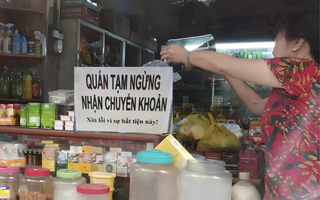 QUÁN TẠM NGỪNG
NHẬN CHUYỂN KHOẢN
Xin lỗi vì sự bất tiện này!